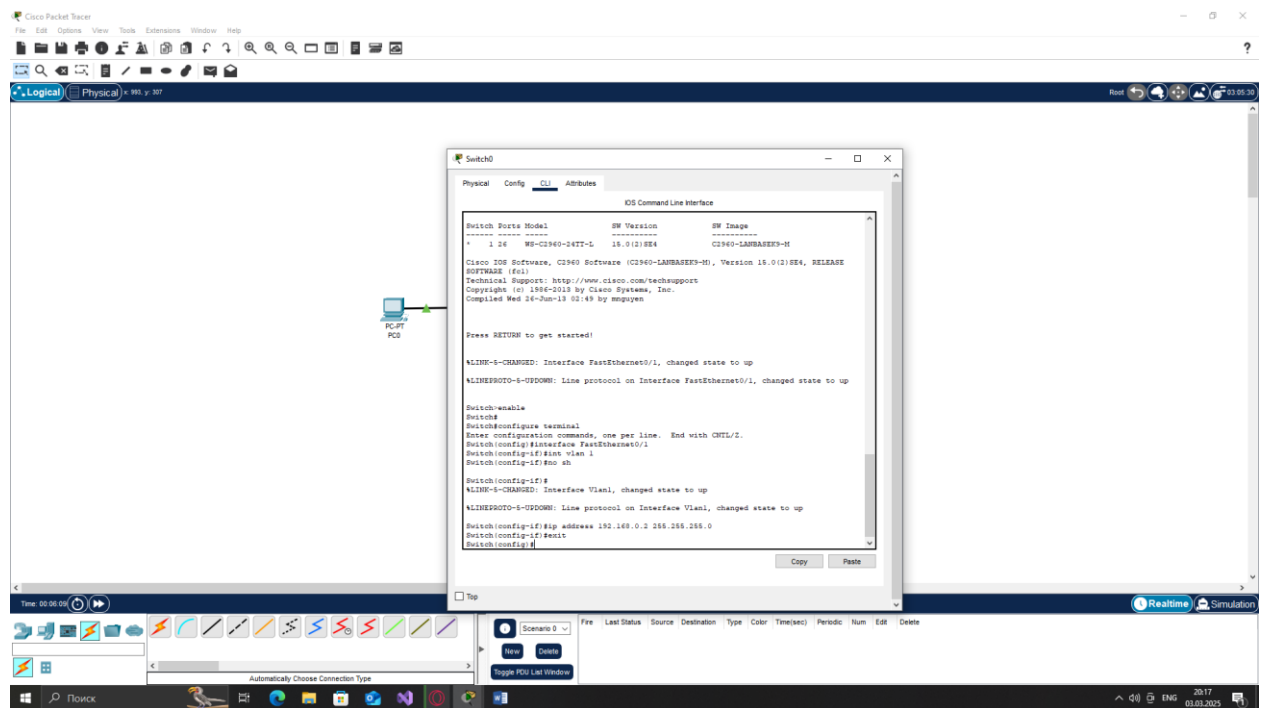 Cisco Packet Tracer
File Edit Options View Tools Extensions Window Help
?
Logical Physical x: 980, y: 307 Root 03:05:30
Switch0
Physical Config CLI Attributes
IOS Command Line Interface
Switch Ports Model SW Version SW Image
------ ----- ----- ---------- ----------
* 1 26 WS-C2960-24TT-L 15.0(2)SE4 C2960-LANBASEK9-M
Cisco IOS Software, C2960 Software (C2960-LANBASEK9-M), Version 15.0(2)SE4, RELEASE
SOFTWARE (fc1)
Technical Support: http://www.cisco.com/techsupport
Copyright (c) 1986-2013 by Cisco Systems, Inc.
Compiled Wed 26-Jun-13 02:49 by mnguyen
Press RETURN to get started!
%LINK-5-CHANGED: Interface FastEthernet0/1, changed state to up
%LINEPROTO-5-UPDOWN: Line protocol on Interface FastEthernet0/1, changed state to up
Switch>enable
Switch#
Switch#configure terminal
Enter configuration commands, one per line. End with CNTL/Z.
Switch(config)#interface FastEthernet0/1
Switch(config-if)#int vlan 1
Switch(config-if)#no sh
Switch(config-if)#
%LINK-5-CHANGED: Interface Vlan1, changed state to up
%LINEPROTO-5-UPDOWN: Line protocol on Interface Vlan1, changed state to up
Switch(config-if)#ip address 192.168.0.2 255.255.255.0
Switch(config-if)#exit
Switch(config)#
Copy Paste
Top
PC-PT
PC0
Time: 00:06:09 Realtime Simulation
Scenario 0
New Delete
Toggle PDU List Window
Fire Last Status Source Destination Type Color Time(sec) Periodic Num Edit Delete
Automatically Choose Connection Type
Поиск
ENG 20:17
03.03.2025